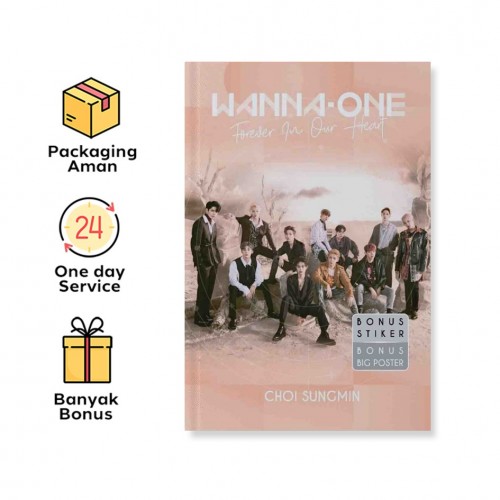 Packaging
Aman
24
One day
Service
Banyak
Bonus
WANNA·ONE
Forever In Our Heart
BONUS
STIKER
BONUS
BIG POSTER
CHOI SUNGMIN